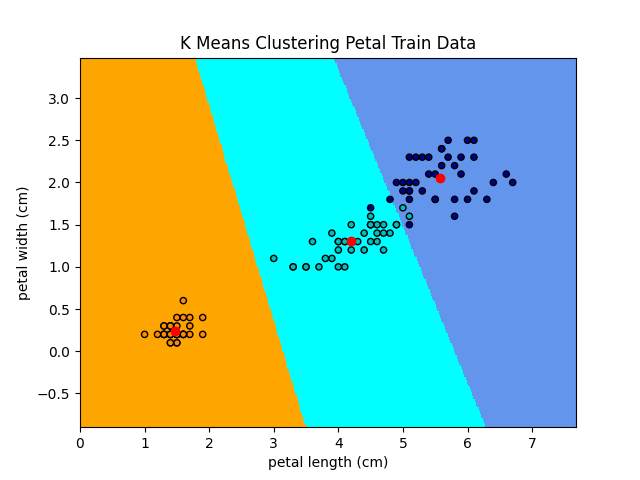 K Means Clustering Petal Train Data
petal width (cm)
3.0
2.5
2.0
1.5
1.0
0.5
0.0
−0.5
0 1 2 3 4 5 6 7
petal length (cm)